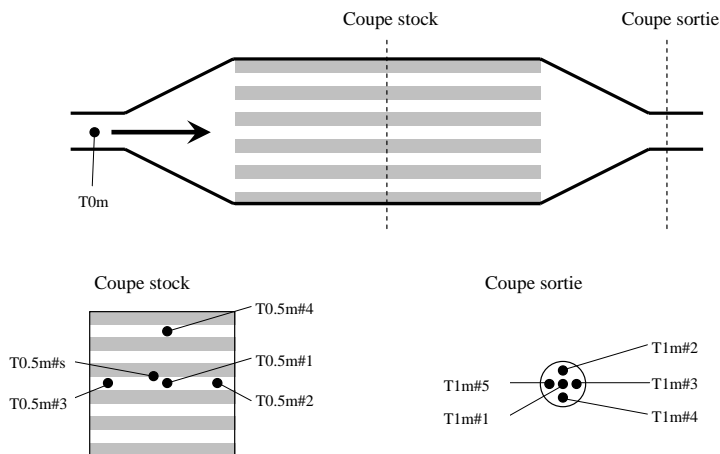 Coupe stock
Coupe sortie
T0m
Coupe stock
Coupe sortie
T0.5m#4
T0.5m#s
T0.5m#1
T0.5m#3
T0.5m#2
T1m#2
T1m#5
T1m#3
T1m#1
T1m#4